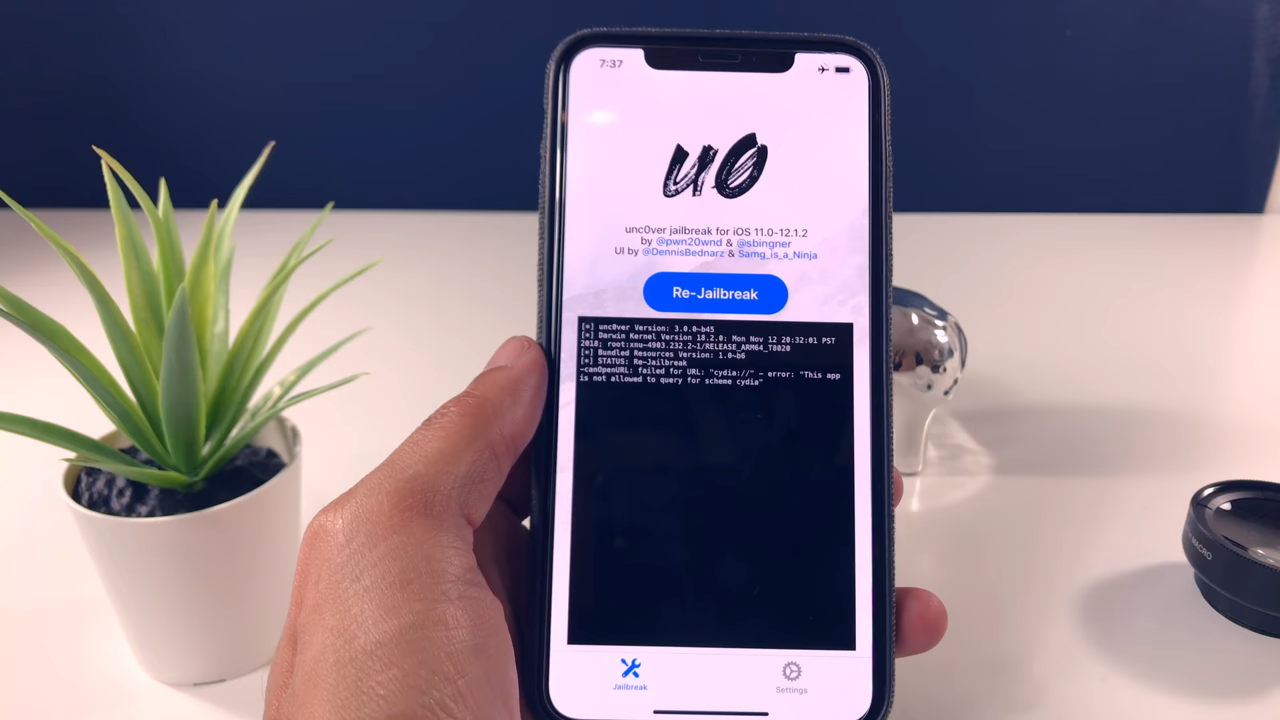 7:37
u0
unc0ver jailbreak for iOS 11.0-12.1.2
by @pwn20wnd & @sbingner
UI by @DennisBednarz & Samg_is_a_Ninja
Re-Jailbreak
[*] unc0ver Version: 3.0.0~b45
[*] Darwin Kernel Version 18.2.0: Mon Nov 12 20:32:01 PST
2018; root:xnu-4903.232.2~1/RELEASE_ARM64_T8020
[*] Bundled Resources Version: 1.0~b6
[*] STATUS: Re-Jailbreak
-canOpenURL: failed for URL: "cydia://" - error: "This app
is not allowed to query for scheme cydia"
Jailbreak
Settings
MACRO